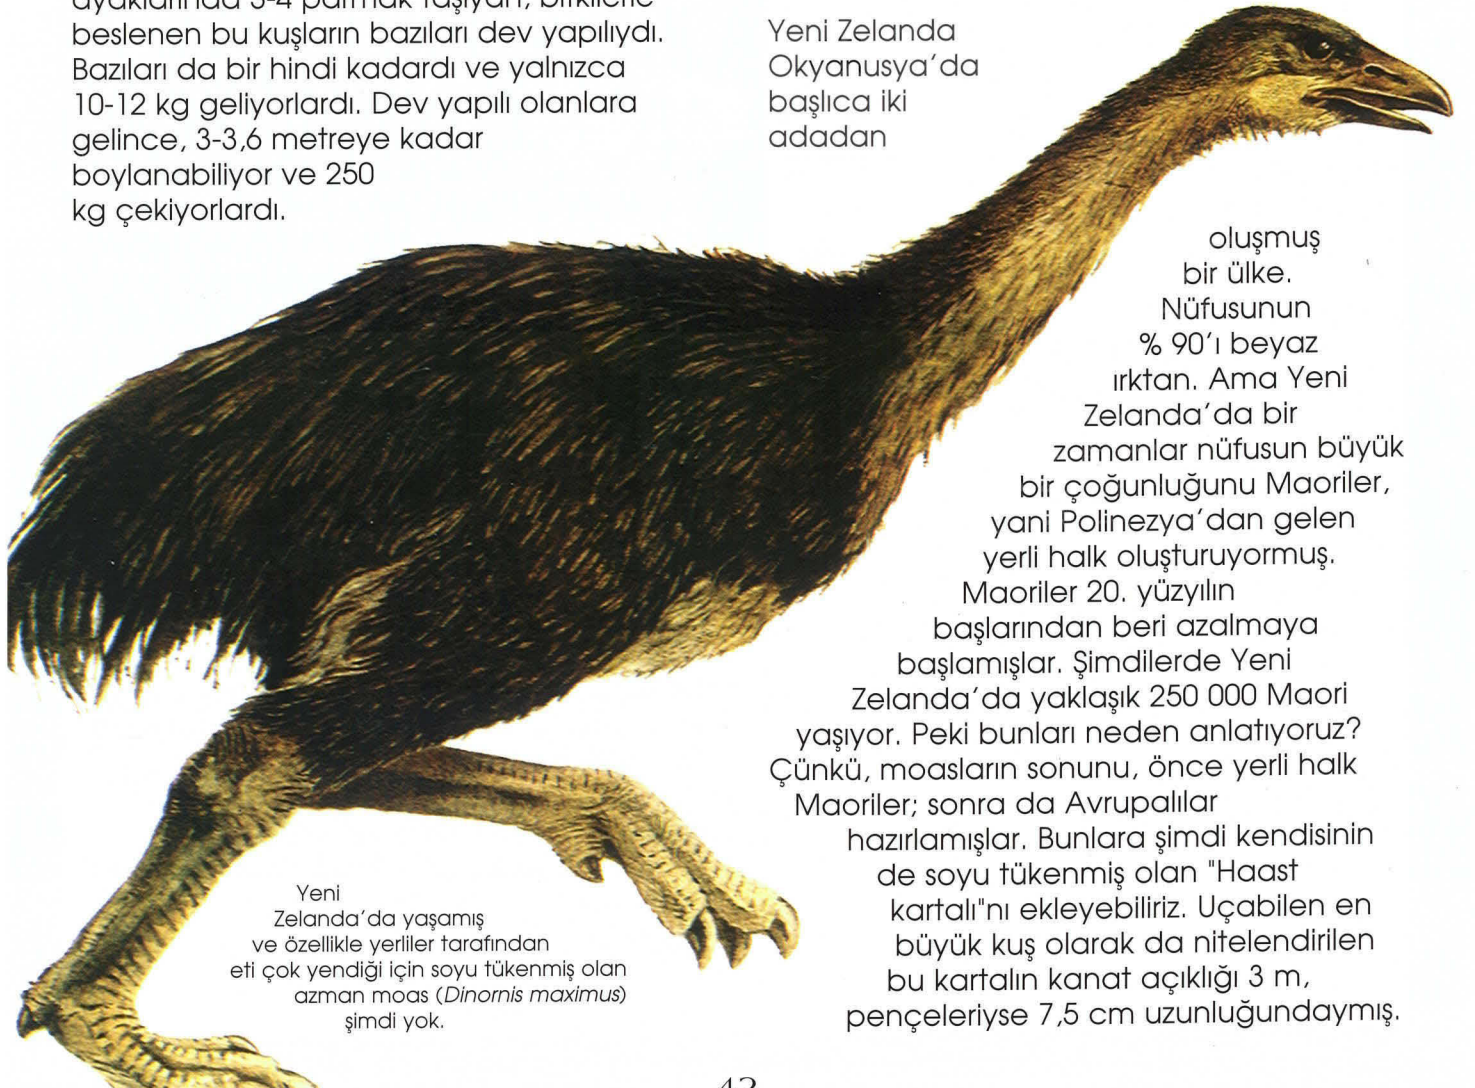 ayaklarında 3-4 parmak taşıyan, bitkilerle
beslenen bu kuşların bazıları dev yapılıydı.
Bazıları da bir hindi kadardı ve yalnızca
10-12 kg geliyorlardı. Dev yapılı olanlara
gelince, 3-3,6 metreye kadar
boylanabiliyor ve 250
kg çekiyorlardı.
Yeni Zelanda
Okyanusya'da
başlıca iki
adadan
oluşmuş
bir ülke.
Nüfusunun
% 90'ı beyaz
ırktan. Ama Yeni
Zelanda'da bir
zamanlar nüfusun büyük
bir çoğunluğunu Maoriler,
yani Polinezya'dan gelen
yerli halk oluşturuyormuş.
Maoriler 20. yüzyılın
başlarından beri azalmaya
başlamışlar. Şimdilerde Yeni
Zelanda'da yaklaşık 250 000 Maori
yaşıyor. Peki bunları neden anlatıyoruz?
Çünkü, moasların sonunu, önce yerli halk
Maoriler; sonra da Avrupalılar
hazırlamışlar. Bunlara şimdi kendisinin
de soyu tükenmiş olan "Haast
kartalı"nı ekleyebiliriz. Uçabilen en
büyük kuş olarak da nitelendirilen
bu kartalın kanat açıklığı 3 m,
pençeleriyse 7,5 cm uzunluğundaymış.
Yeni
Zelanda'da yaşamış
ve özellikle yerliler tarafından
eti çok yendiği için soyu tükenmiş olan
azman moas (Dinornis maximus)
şimdi yok.